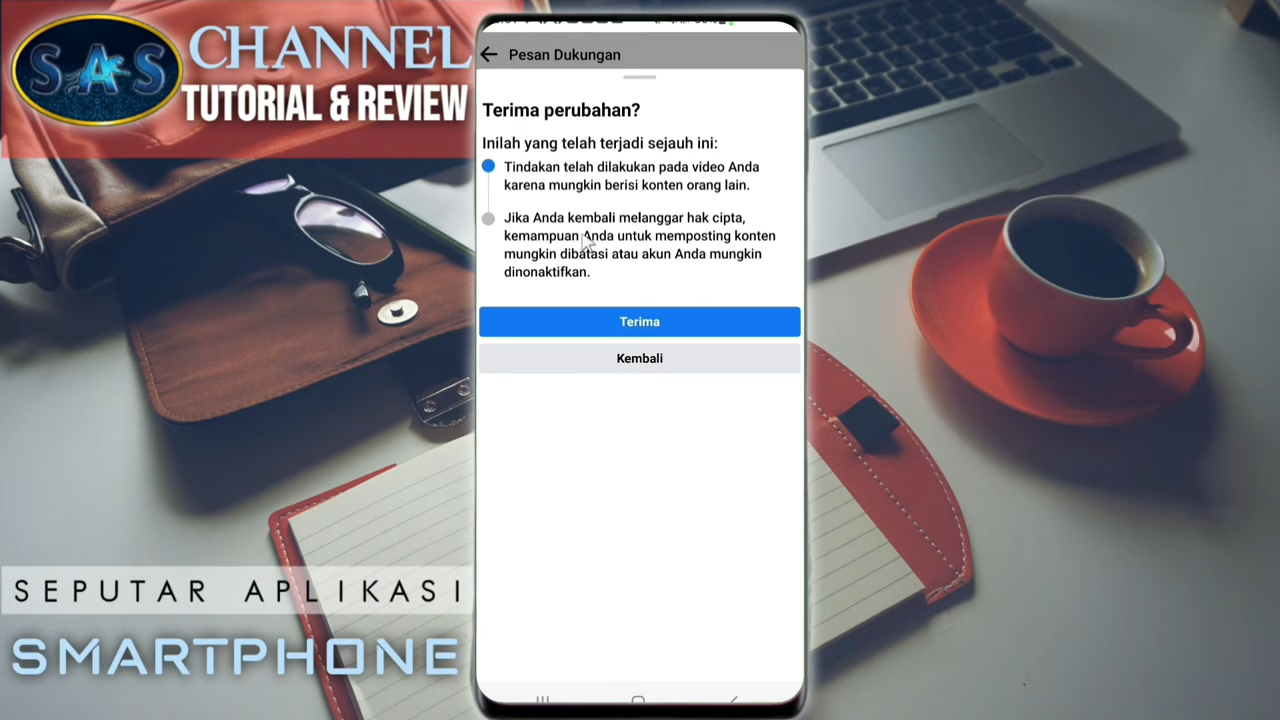 SAS
CHANNEL
TUTORIAL & REVIEW
Pesan Dukungan
Terima perubahan?
Inilah yang telah terjadi sejauh ini:
Tindakan telah dilakukan pada video Anda
karena mungkin berisi konten orang lain.
Jika Anda kembali melanggar hak cipta,
kemampuan Anda untuk memposting konten
mungkin dibatasi atau akun Anda mungkin
dinonaktifkan.
Terima
Kembali
SEPUTAR APLIKASI
SMARTPHONE